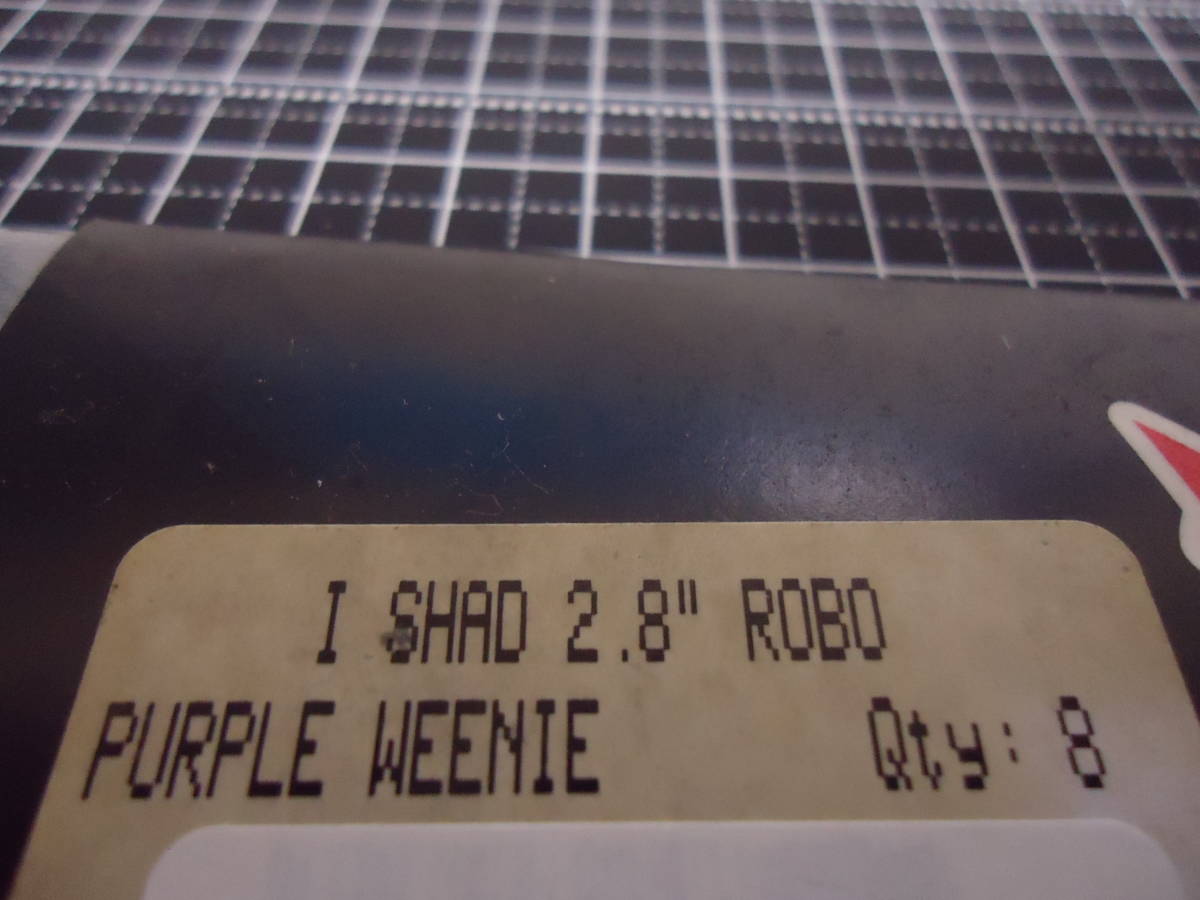 I SHAD 2.8" ROBO
PURPLE WEENIE Qty: 8